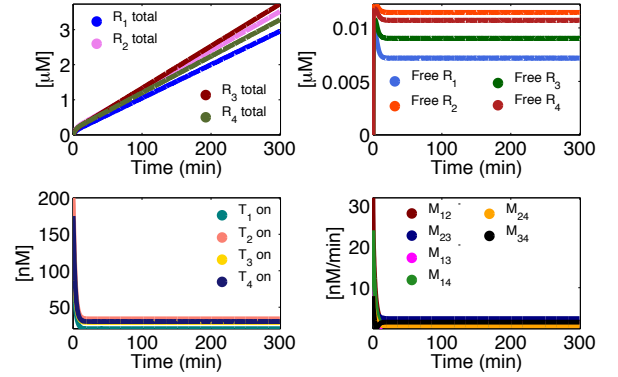 R1 total
R2 total
R3 total
R4 total
[µM]
3
2
1
0
0
100
200
300
Time (min)
Free R1
Free R2
Free R3
Free R4
[µM]
0.01
0.005
0
0
100
200
300
Time (min)
T1 on
T2 on
T3 on
T4 on
[nM]
200
150
100
50
0
100
200
300
Time (min)
M12
M23
M13
M14
M24
M34
[nM/min]
30
20
10
0
0
100
200
300
Time (min)